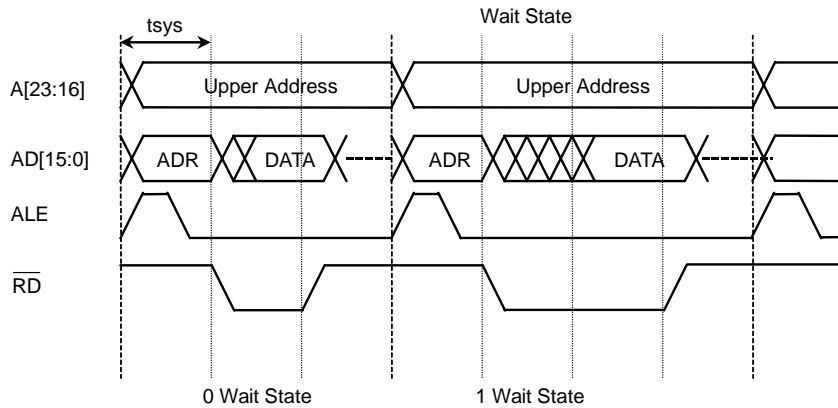 Wait State
tsys
A[23:16] Upper Address Upper Address
AD[15:0] ADR DATA ADR DATA
ALE
RD
0 Wait State 1 Wait State